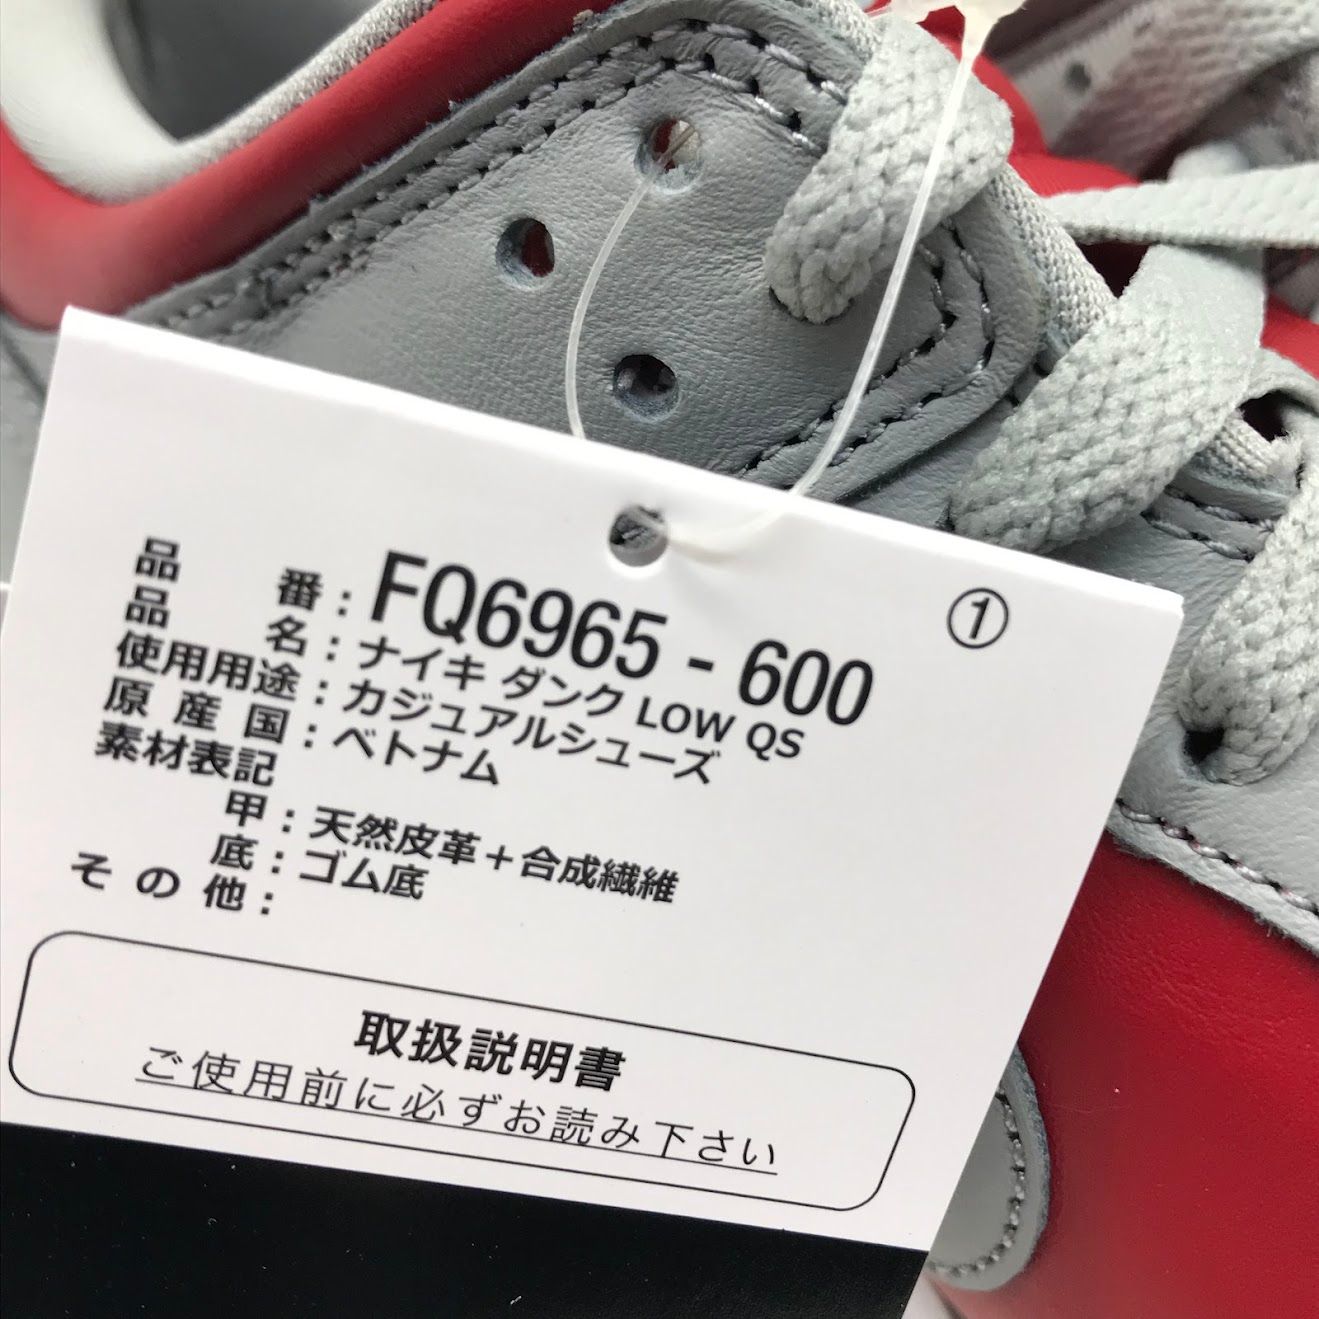 ①
品番：FQ6965 - 600
品名：ナイキ ダンク LOW QS
使用用途：カジュアルシューズ
原産国：ベトナム
素材表記
甲：天然皮革＋合成繊維
底：ゴム底
その他：
取扱説明書
ご使用前に必ずお読み下さい